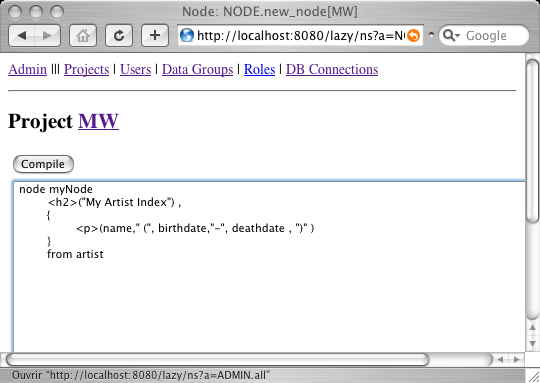 Node: NODE.new_node[MW]
http://localhost:8080/lazy/ns?a=N
Google
Admin ||| Projects | Users | Data Groups | Roles | DB Connections
Project MW
Compile
node myNode
<h2>("My Artist Index") ,
{
<p>(name," (", birthdate,"-", deathdate , ")" )
}
from artist
Ouvrir "http://localhost:8080/lazy/ns?a=ADMIN.all"